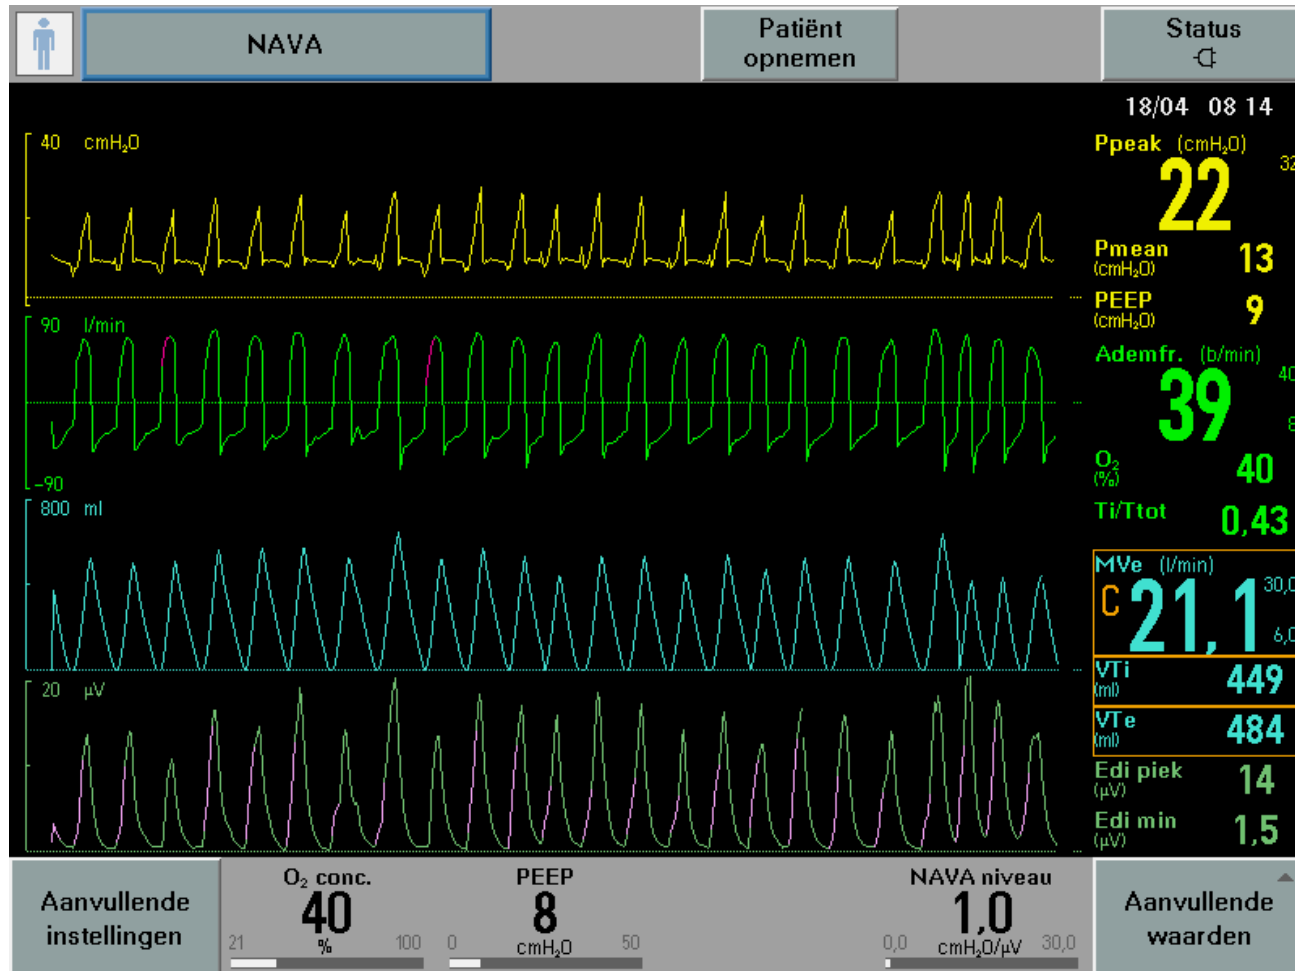 NAVA
Patiënt
opnemen
Status
18/04 08 14
40 cmH₂O
Ppeak (cmH₂O)
32
22
Pmean
(cmH₂O)
13
PEEP
(cmH₂O)
9
90 l/min
-90
Ademfr. (b/min)
40
39
8
O₂
(%)
40
Ti/Ttot
0,43
800 ml
MVe (l/min)
C 21,1
30,0
6,0
VTi
(ml)
449
VTe
(ml)
484
20 µV
Edi piek
(µV)
14
Edi min
(µV)
1,5
Aanvullende
instellingen
O₂ conc.
40
21 % 100
PEEP
8
0 cmH₂O 50
NAVA niveau
1,0
0,0 cmH₂O/µV 30,0
Aanvullende
waarden